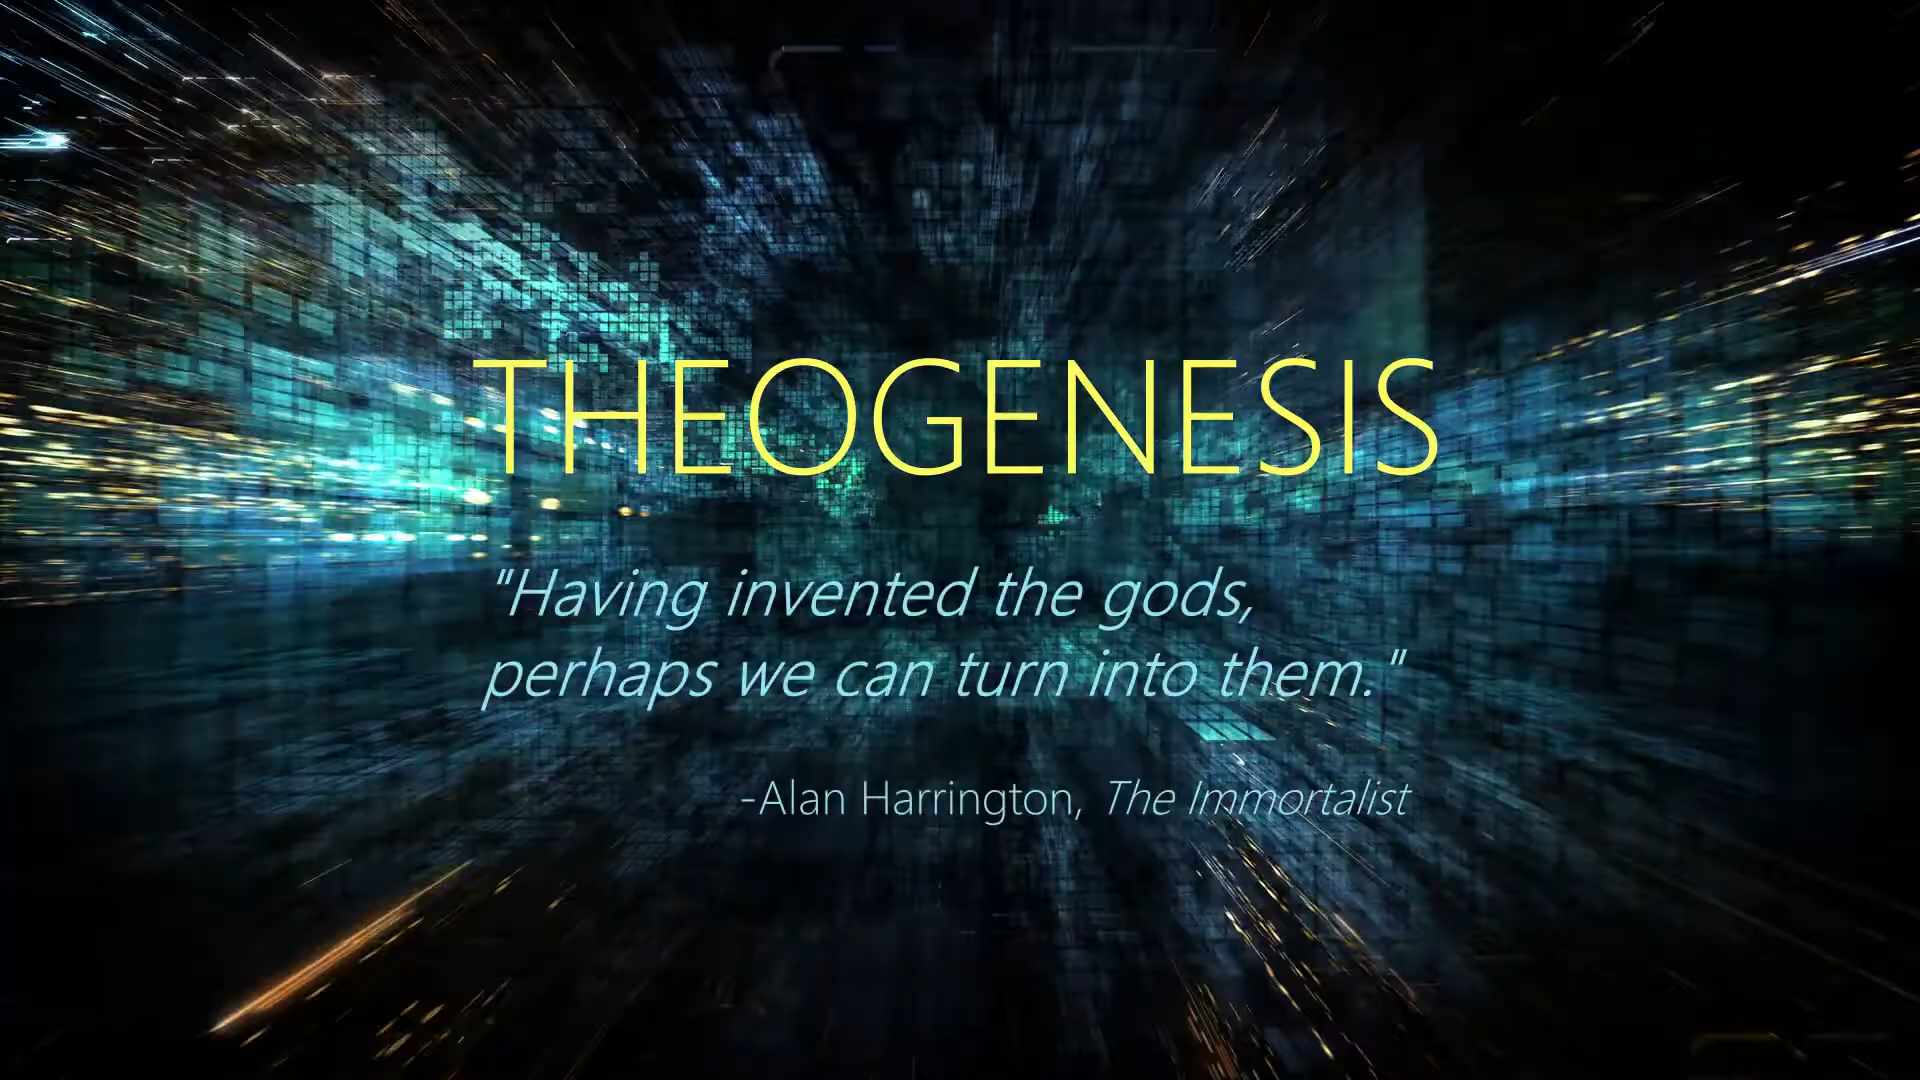 THEOGENESIS
"Having invented the gods,
perhaps we can turn into them."
-Alan Harrington, The Immortalist